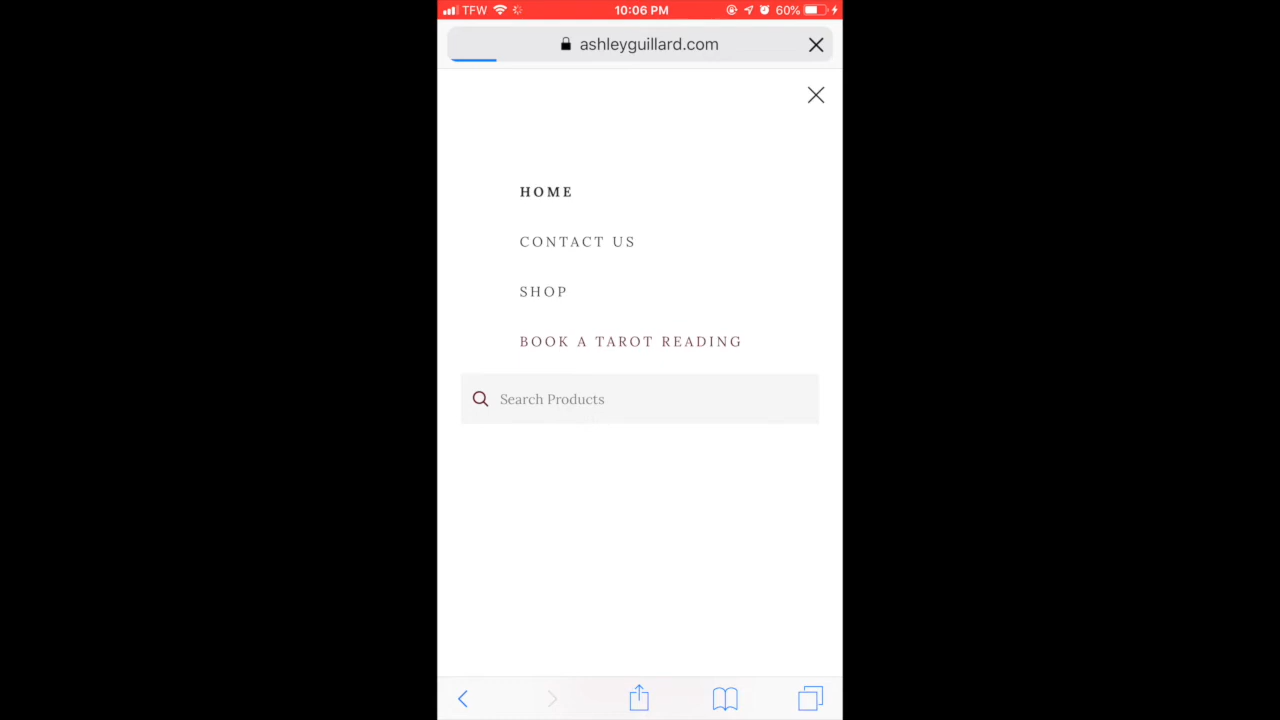 TFW 10:06 PM 60%
ashleyguillard.com
HOME
CONTACT US
SHOP
BOOK A TAROT READING
Search Products